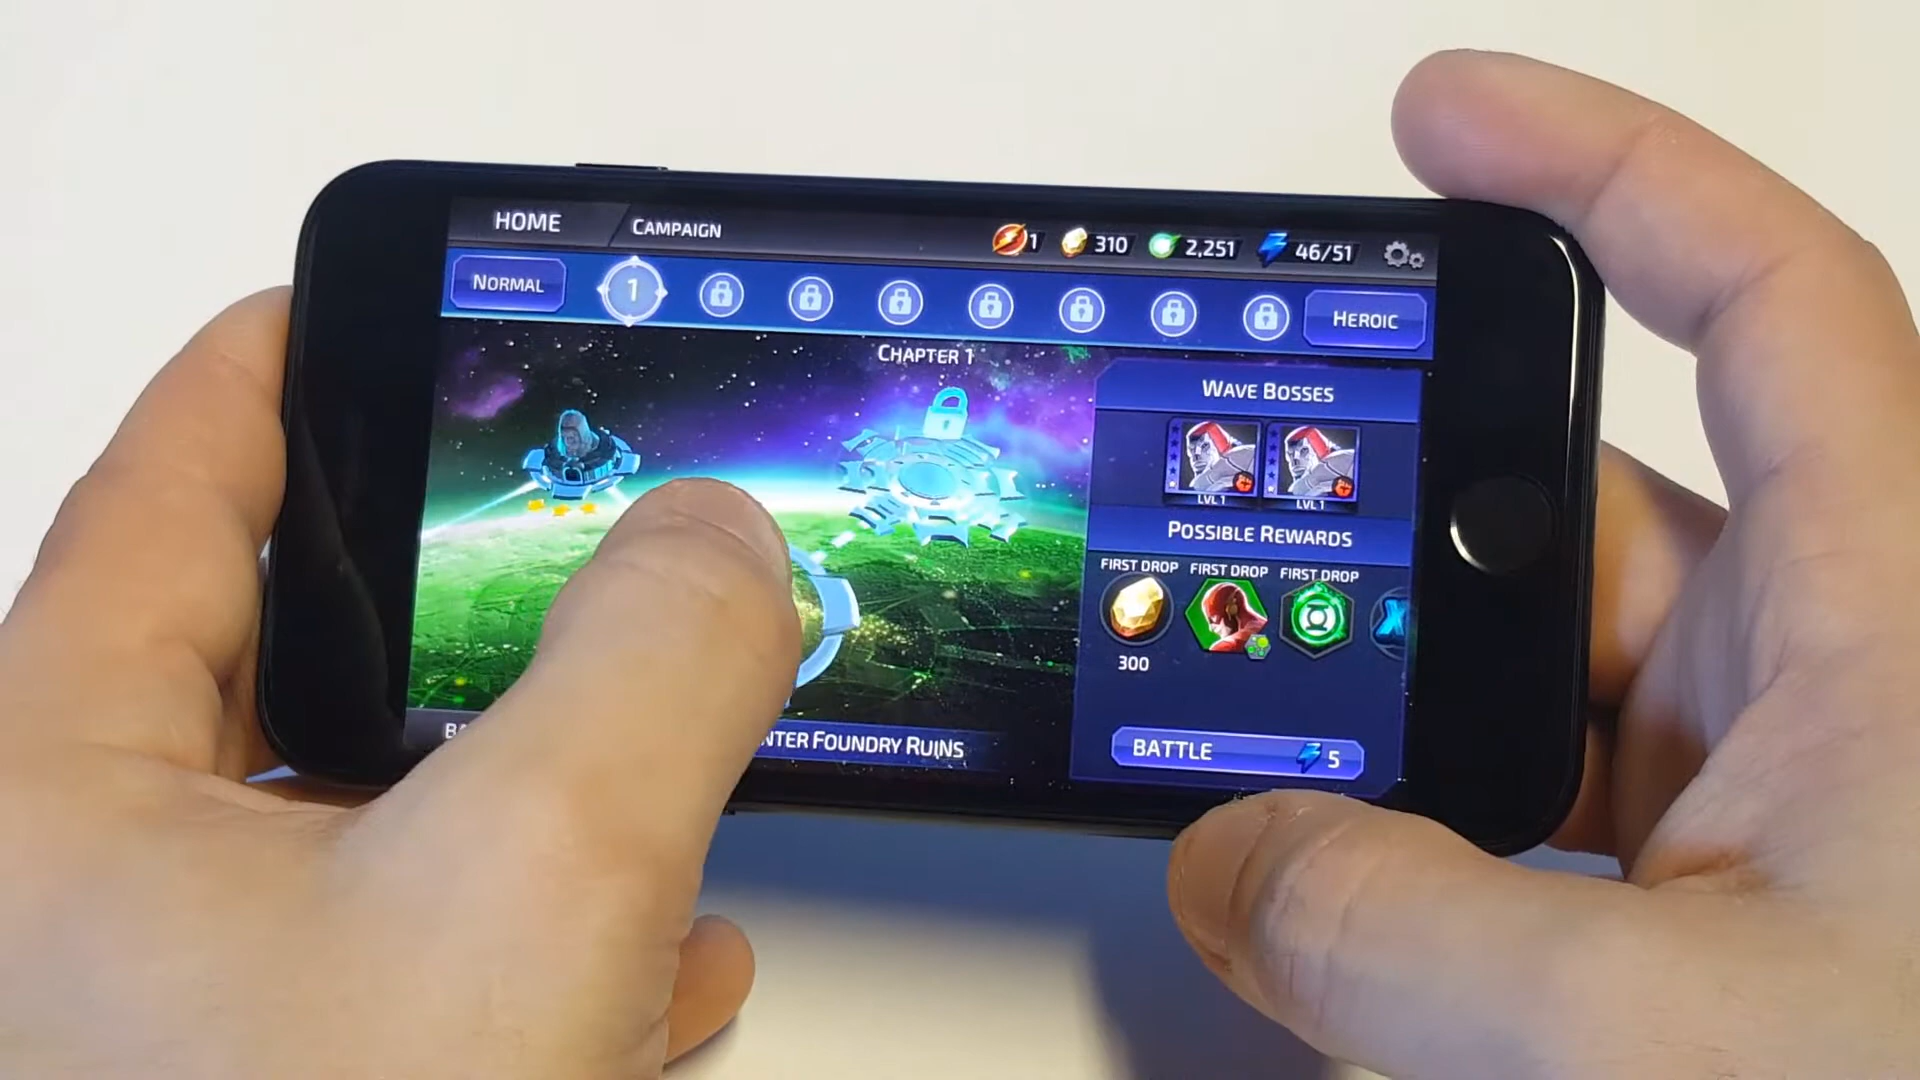 HOME
CAMPAIGN
1
310
2,251
46/51
NORMAL
1
HEROIC
CHAPTER 1
WAVE BOSSES
LVL 1
LVL 1
POSSIBLE REWARDS
FIRST DROP
FIRST DROP
FIRST DROP
300
FOUNDRY RUINS
BATTLE
5